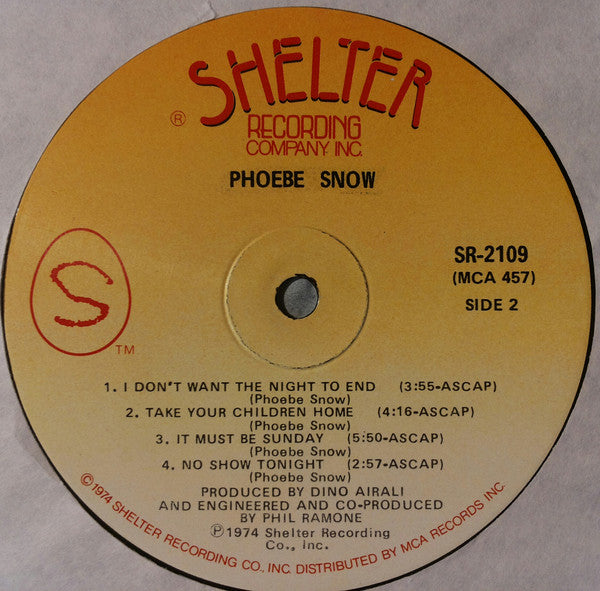 SHELTER
®
RECORDING
COMPANY, INC.
PHOEBE SNOW
S
TM
SR-2109
(MCA 457)
SIDE 2
1. I DON'T WANT THE NIGHT TO END (3:55-ASCAP)
(Phoebe Snow)
2. TAKE YOUR CHILDREN HOME (4:16-ASCAP)
(Phoebe Snow)
3. IT MUST BE SUNDAY (5:50-ASCAP)
(Phoebe Snow)
4. NO SHOW TONIGHT (2:57-ASCAP)
(Phoebe Snow)
PRODUCED BY DINO AIRALI
AND ENGINEERED AND CO-PRODUCED
BY PHIL RAMONE
℗1974 Shelter Recording
Co., Inc.
©1974 SHELTER RECORDING CO., INC. DISTRIBUTED BY MCA RECORDS INC.